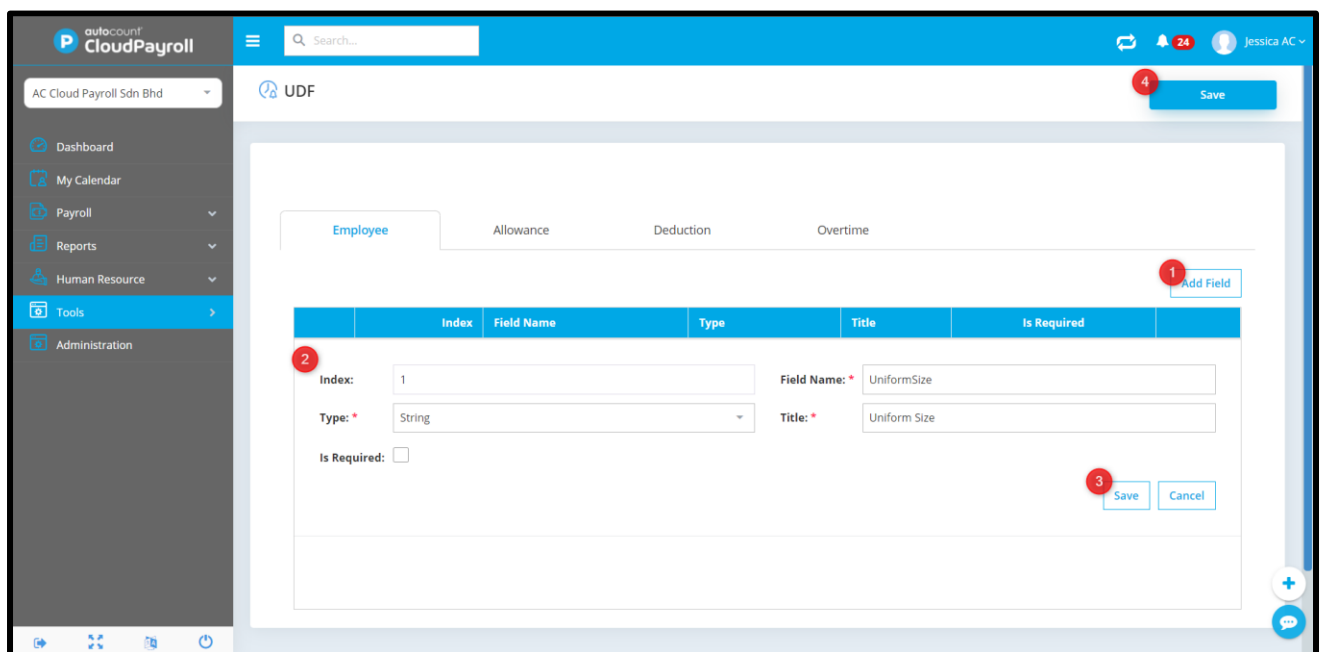 autocount
CloudPayroll
Search...
24
Jessica AC
AC Cloud Payroll Sdn Bhd
UDF
4
Save
Dashboard
My Calendar
Payroll
Reports
Human Resource
Tools
Administration
Employee Allowance Deduction Overtime
1
Add Field
Index Field Name Type Title Is Required
2
Index: 1 Field Name: * UniformSize
Type: * String Title: * Uniform Size
Is Required:
3
Save Cancel